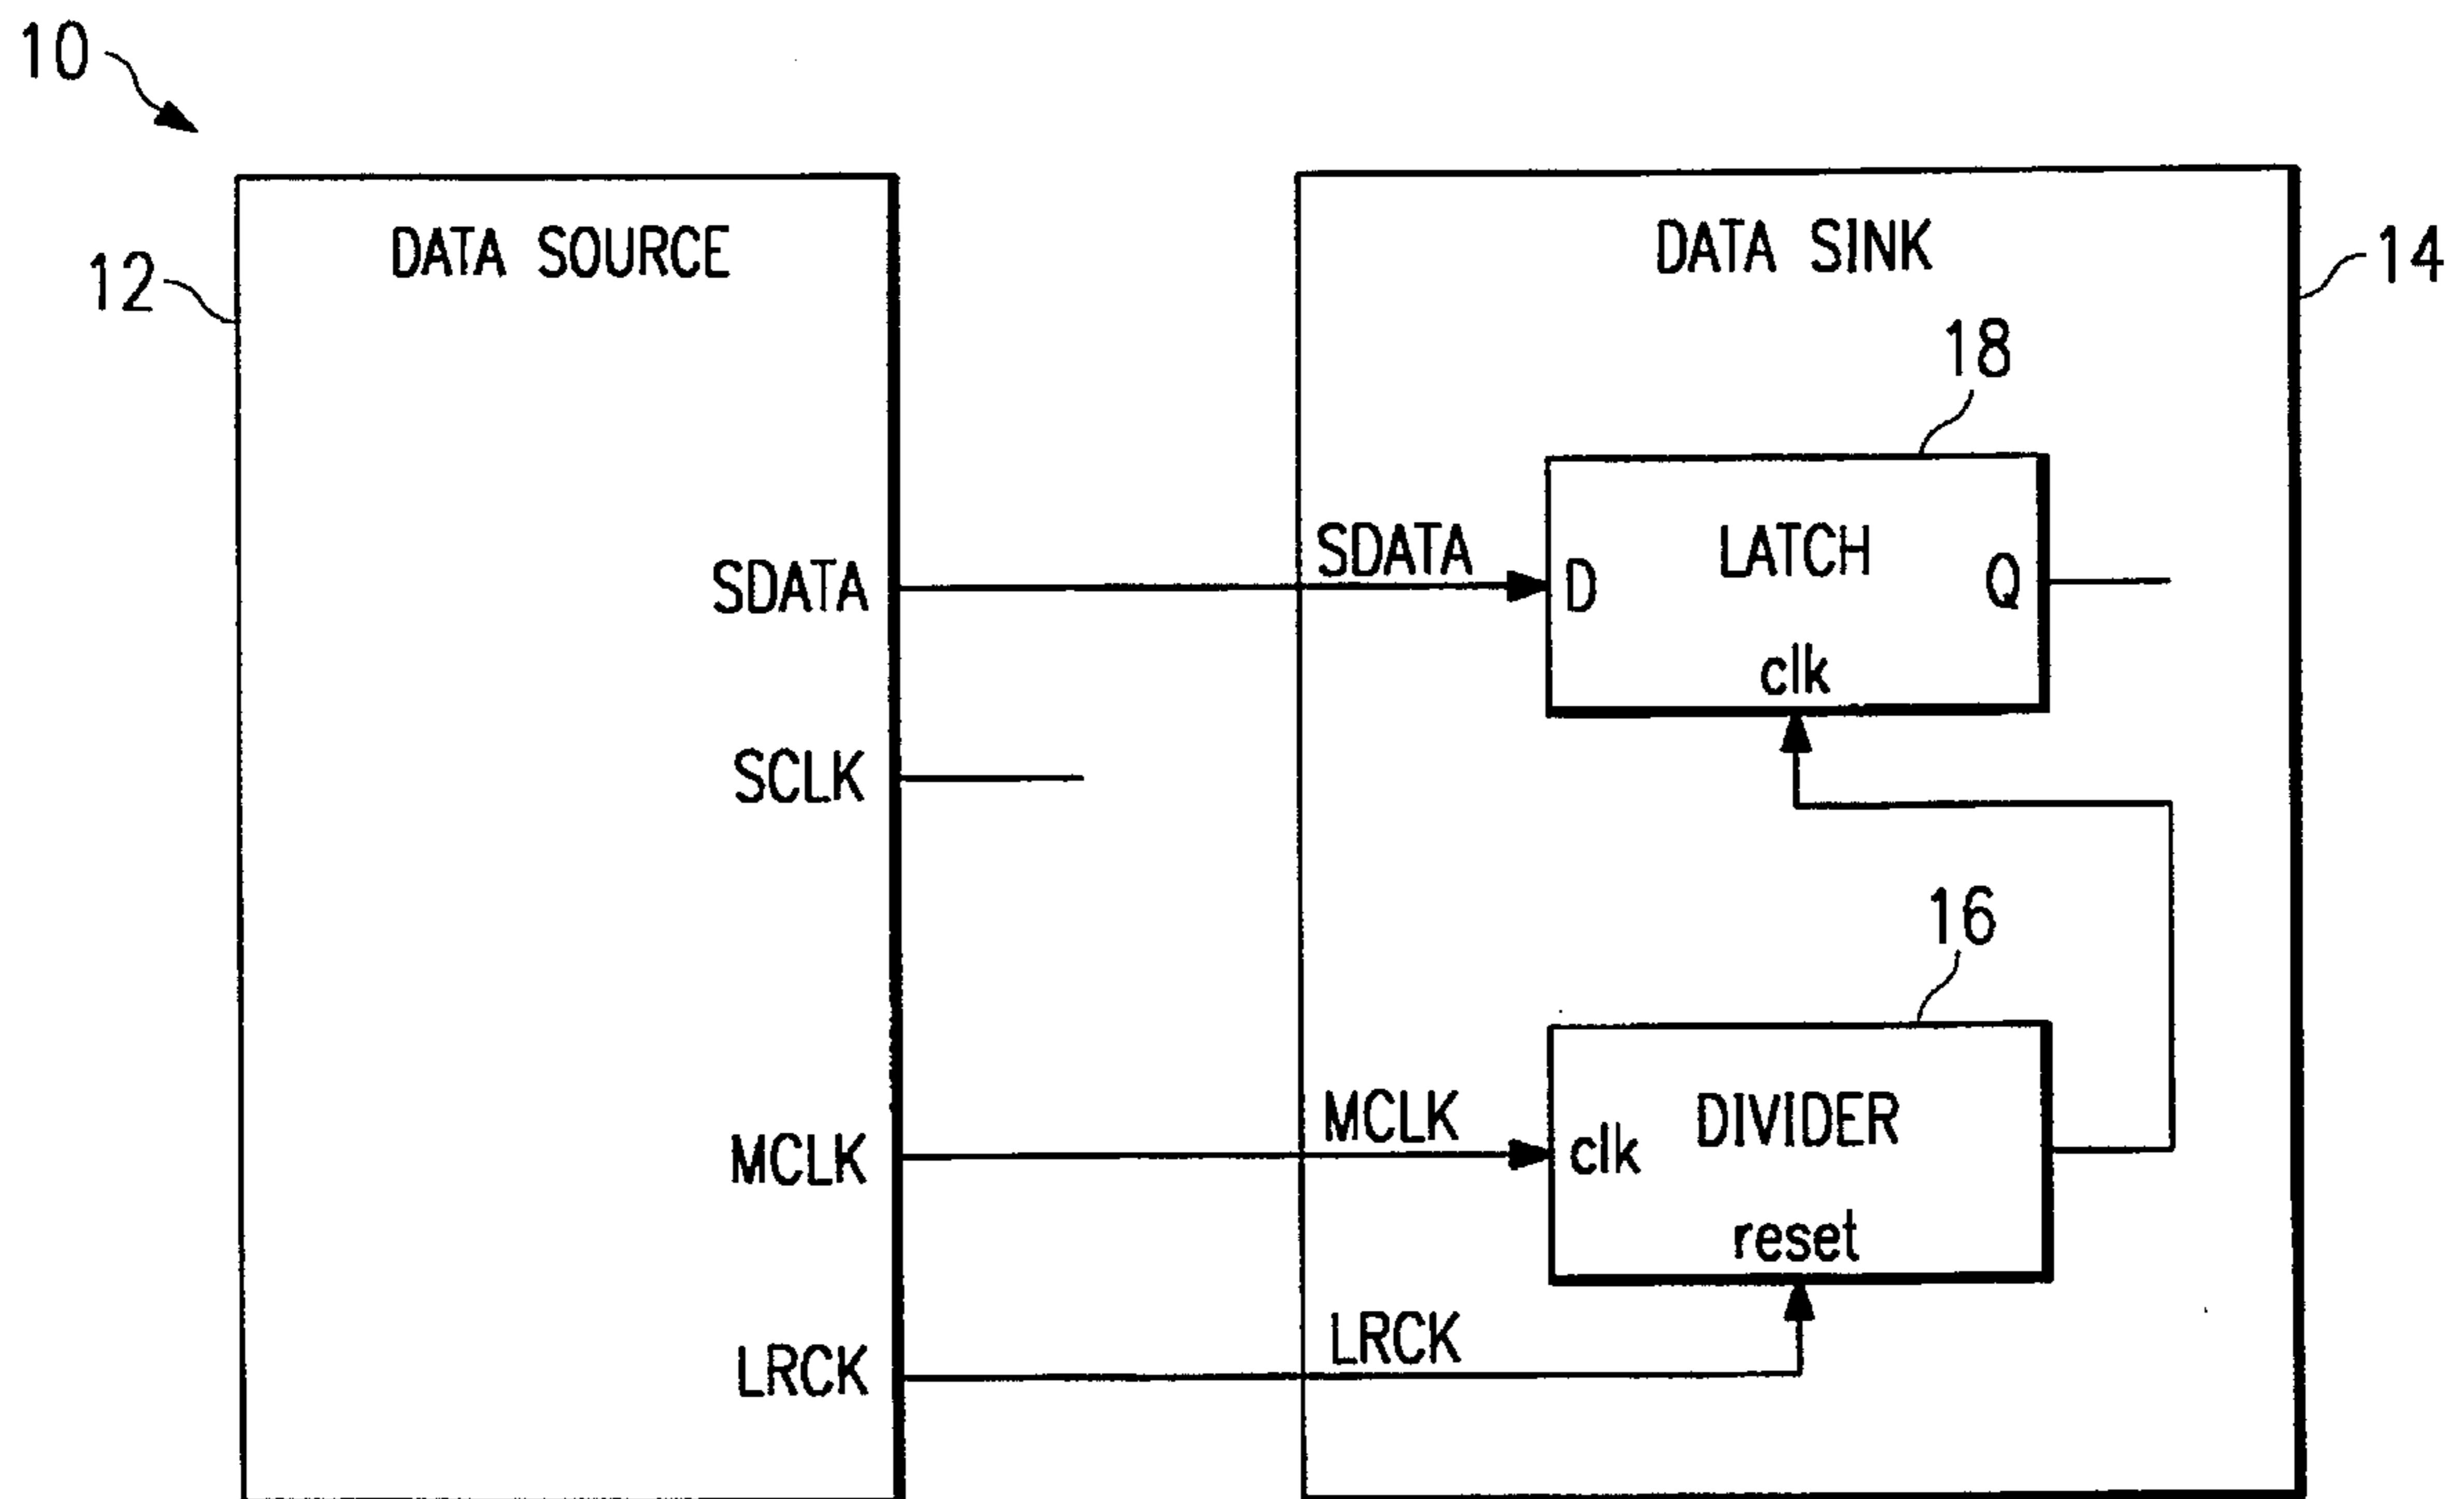 10
DATA SOURCE
DATA SINK
12
14
18
SDATA
SDATA
D
LATCH
Q
clk
SCLK
16
MCLK
MCLK
clk
DIVIDER
reset
LRCK
LRCK